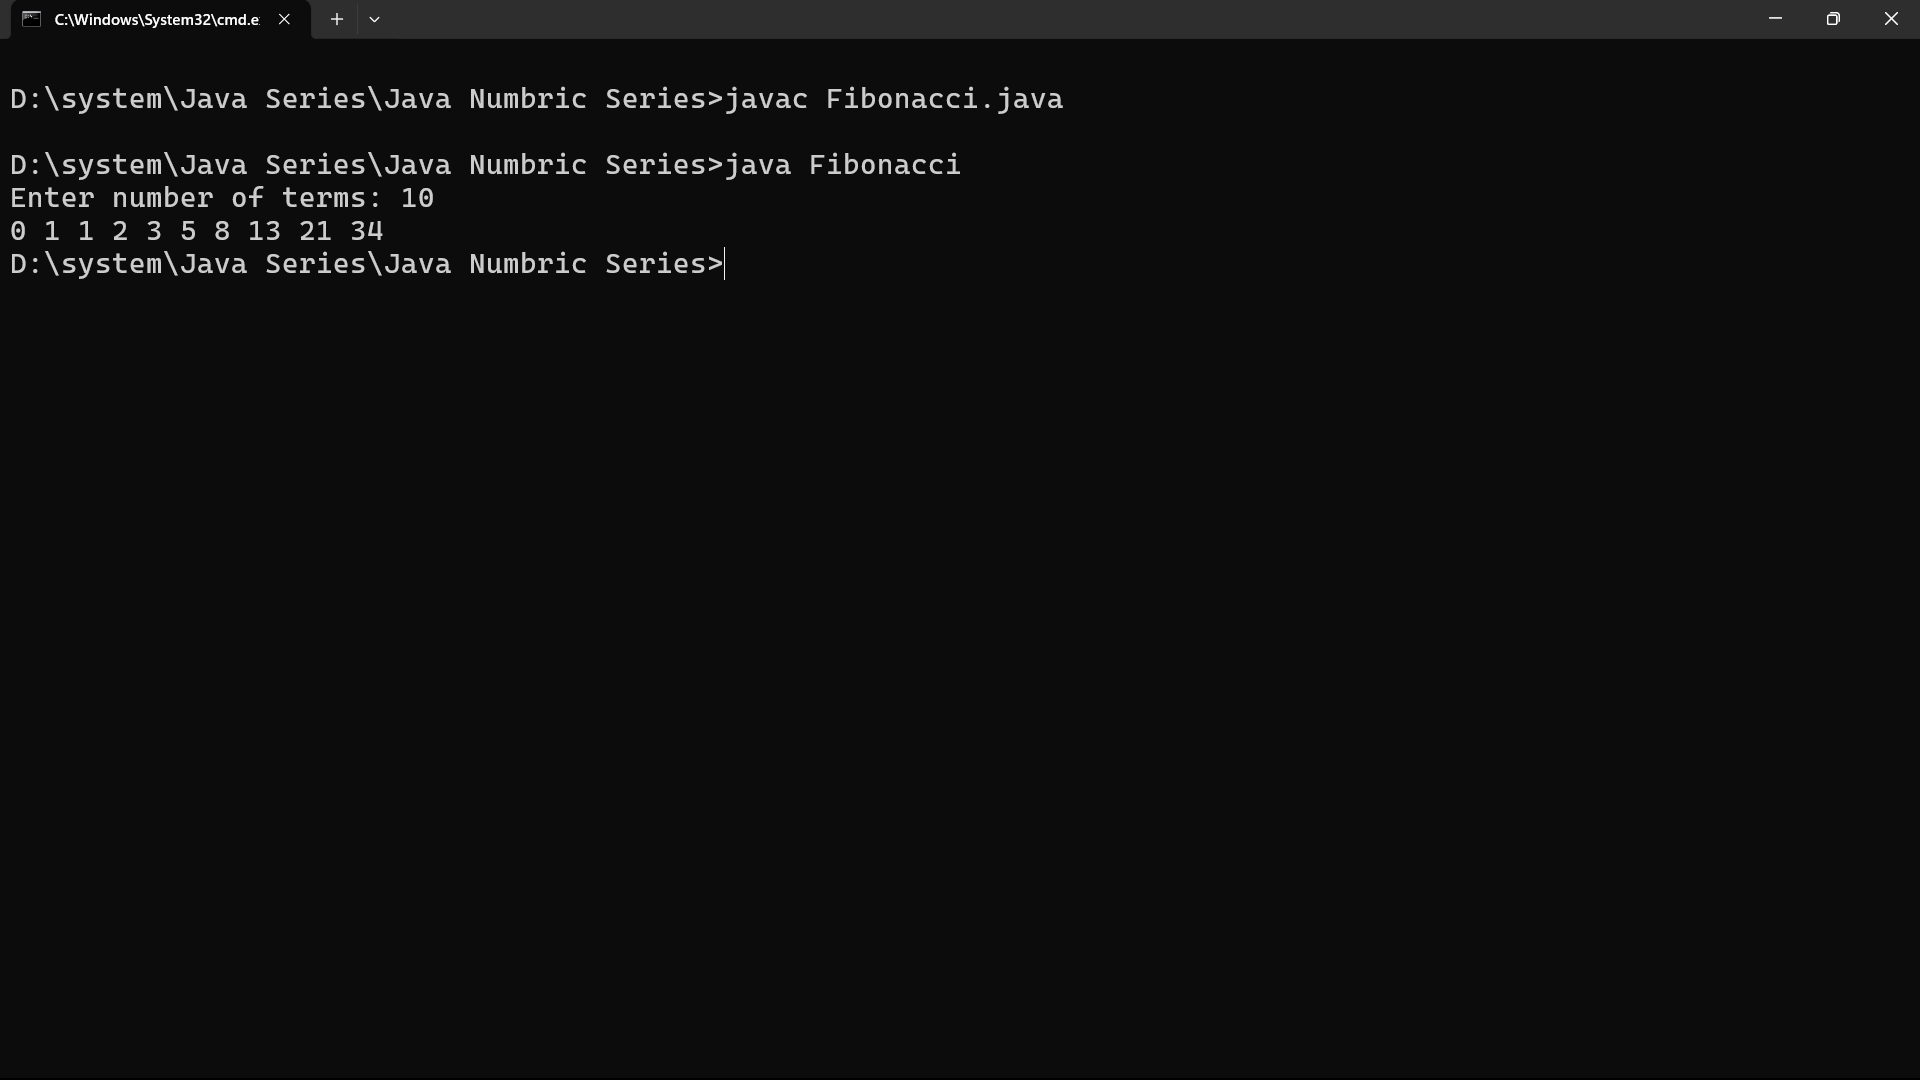 C:\Windows\System32\cmd.e
D:\system\Java Series\Java Numbric Series>javac Fibonacci.java
D:\system\Java Series\Java Numbric Series>java Fibonacci
Enter number of terms: 10
0 1 1 2 3 5 8 13 21 34
D:\system\Java Series\Java Numbric Series>